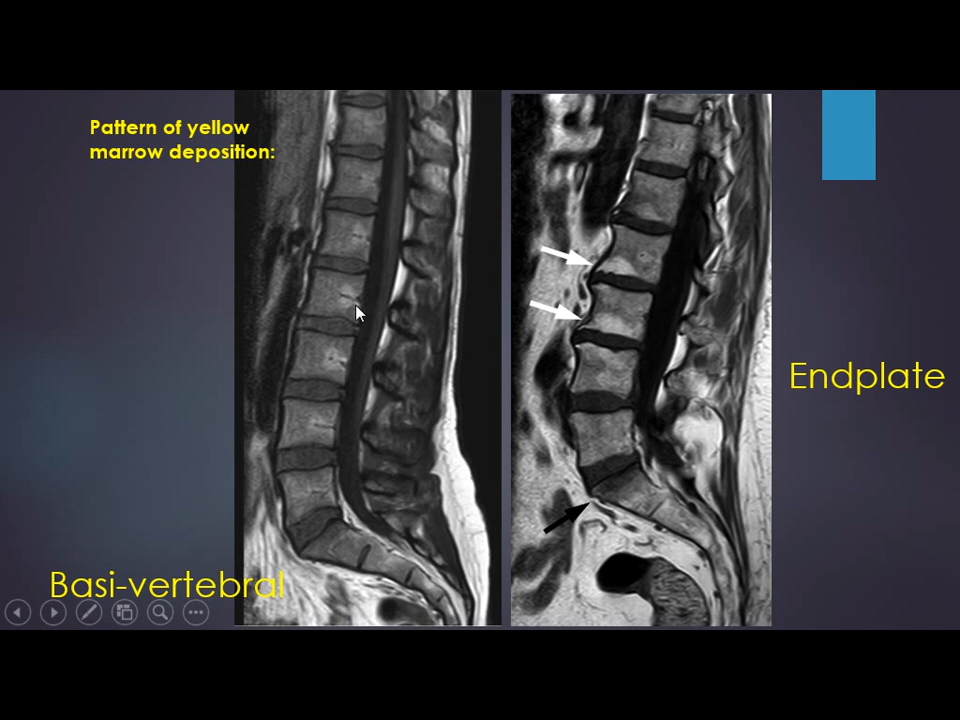 Pattern of yellow
marrow deposition:
Endplate
Basi-vertebral